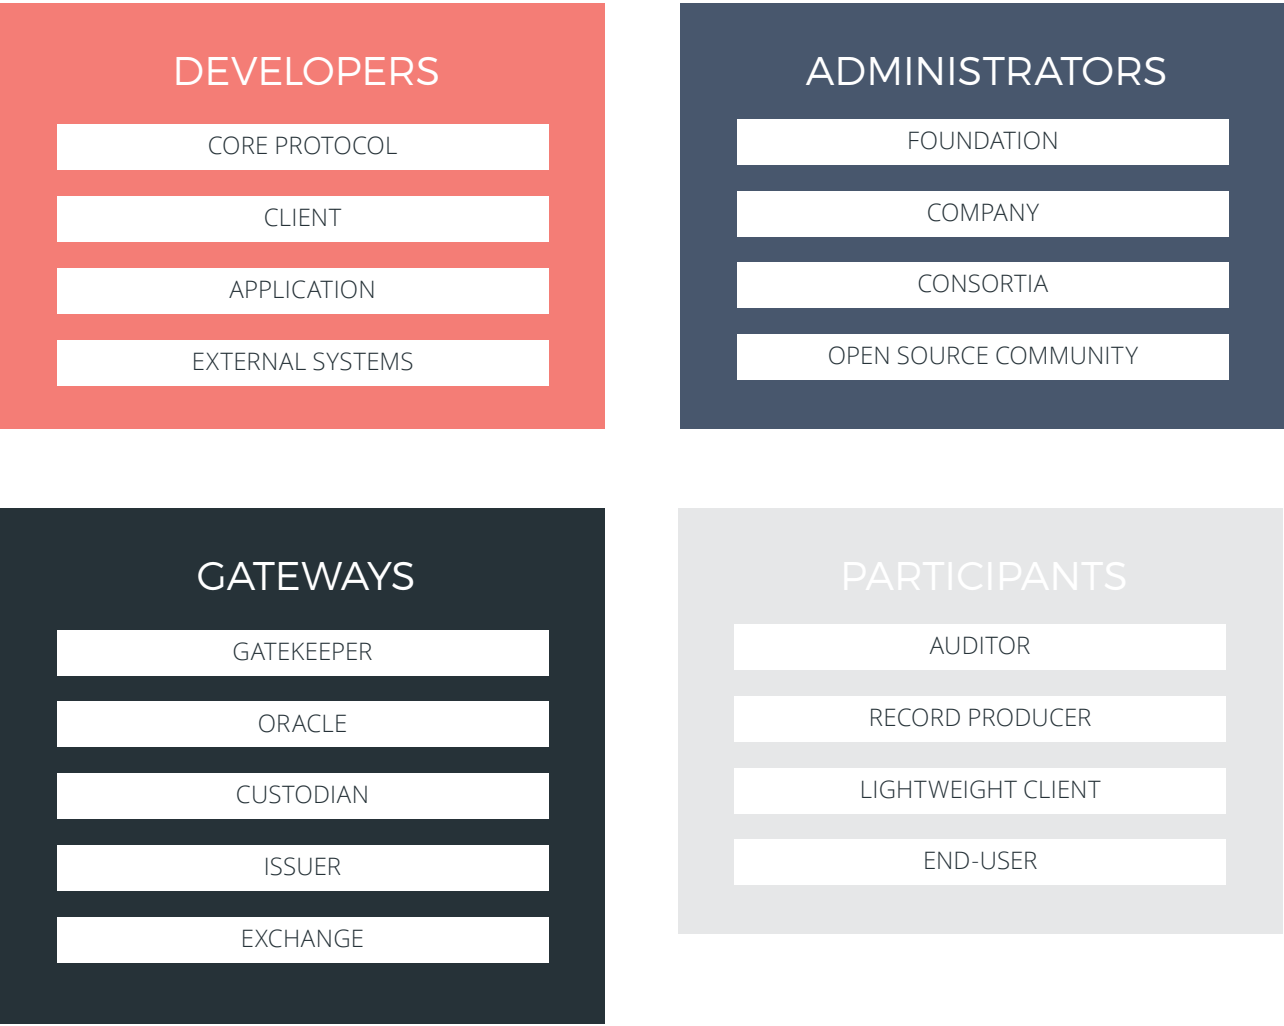 DEVELOPERS
CORE PROTOCOL
CLIENT
APPLICATION
EXTERNAL SYSTEMS
ADMINISTRATORS
FOUNDATION
COMPANY
CONSORTIA
OPEN SOURCE COMMUNITY
GATEWAYS
GATEKEEPER
ORACLE
CUSTODIAN
ISSUER
EXCHANGE
PARTICIPANTS
AUDITOR
RECORD PRODUCER
LIGHTWEIGHT CLIENT
END-USER